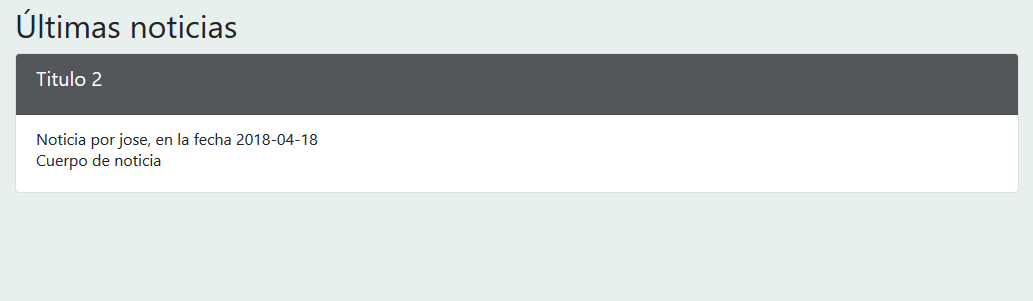 Últimas noticias
Titulo 2
Noticia por jose, en la fecha 2018-04-18
Cuerpo de noticia